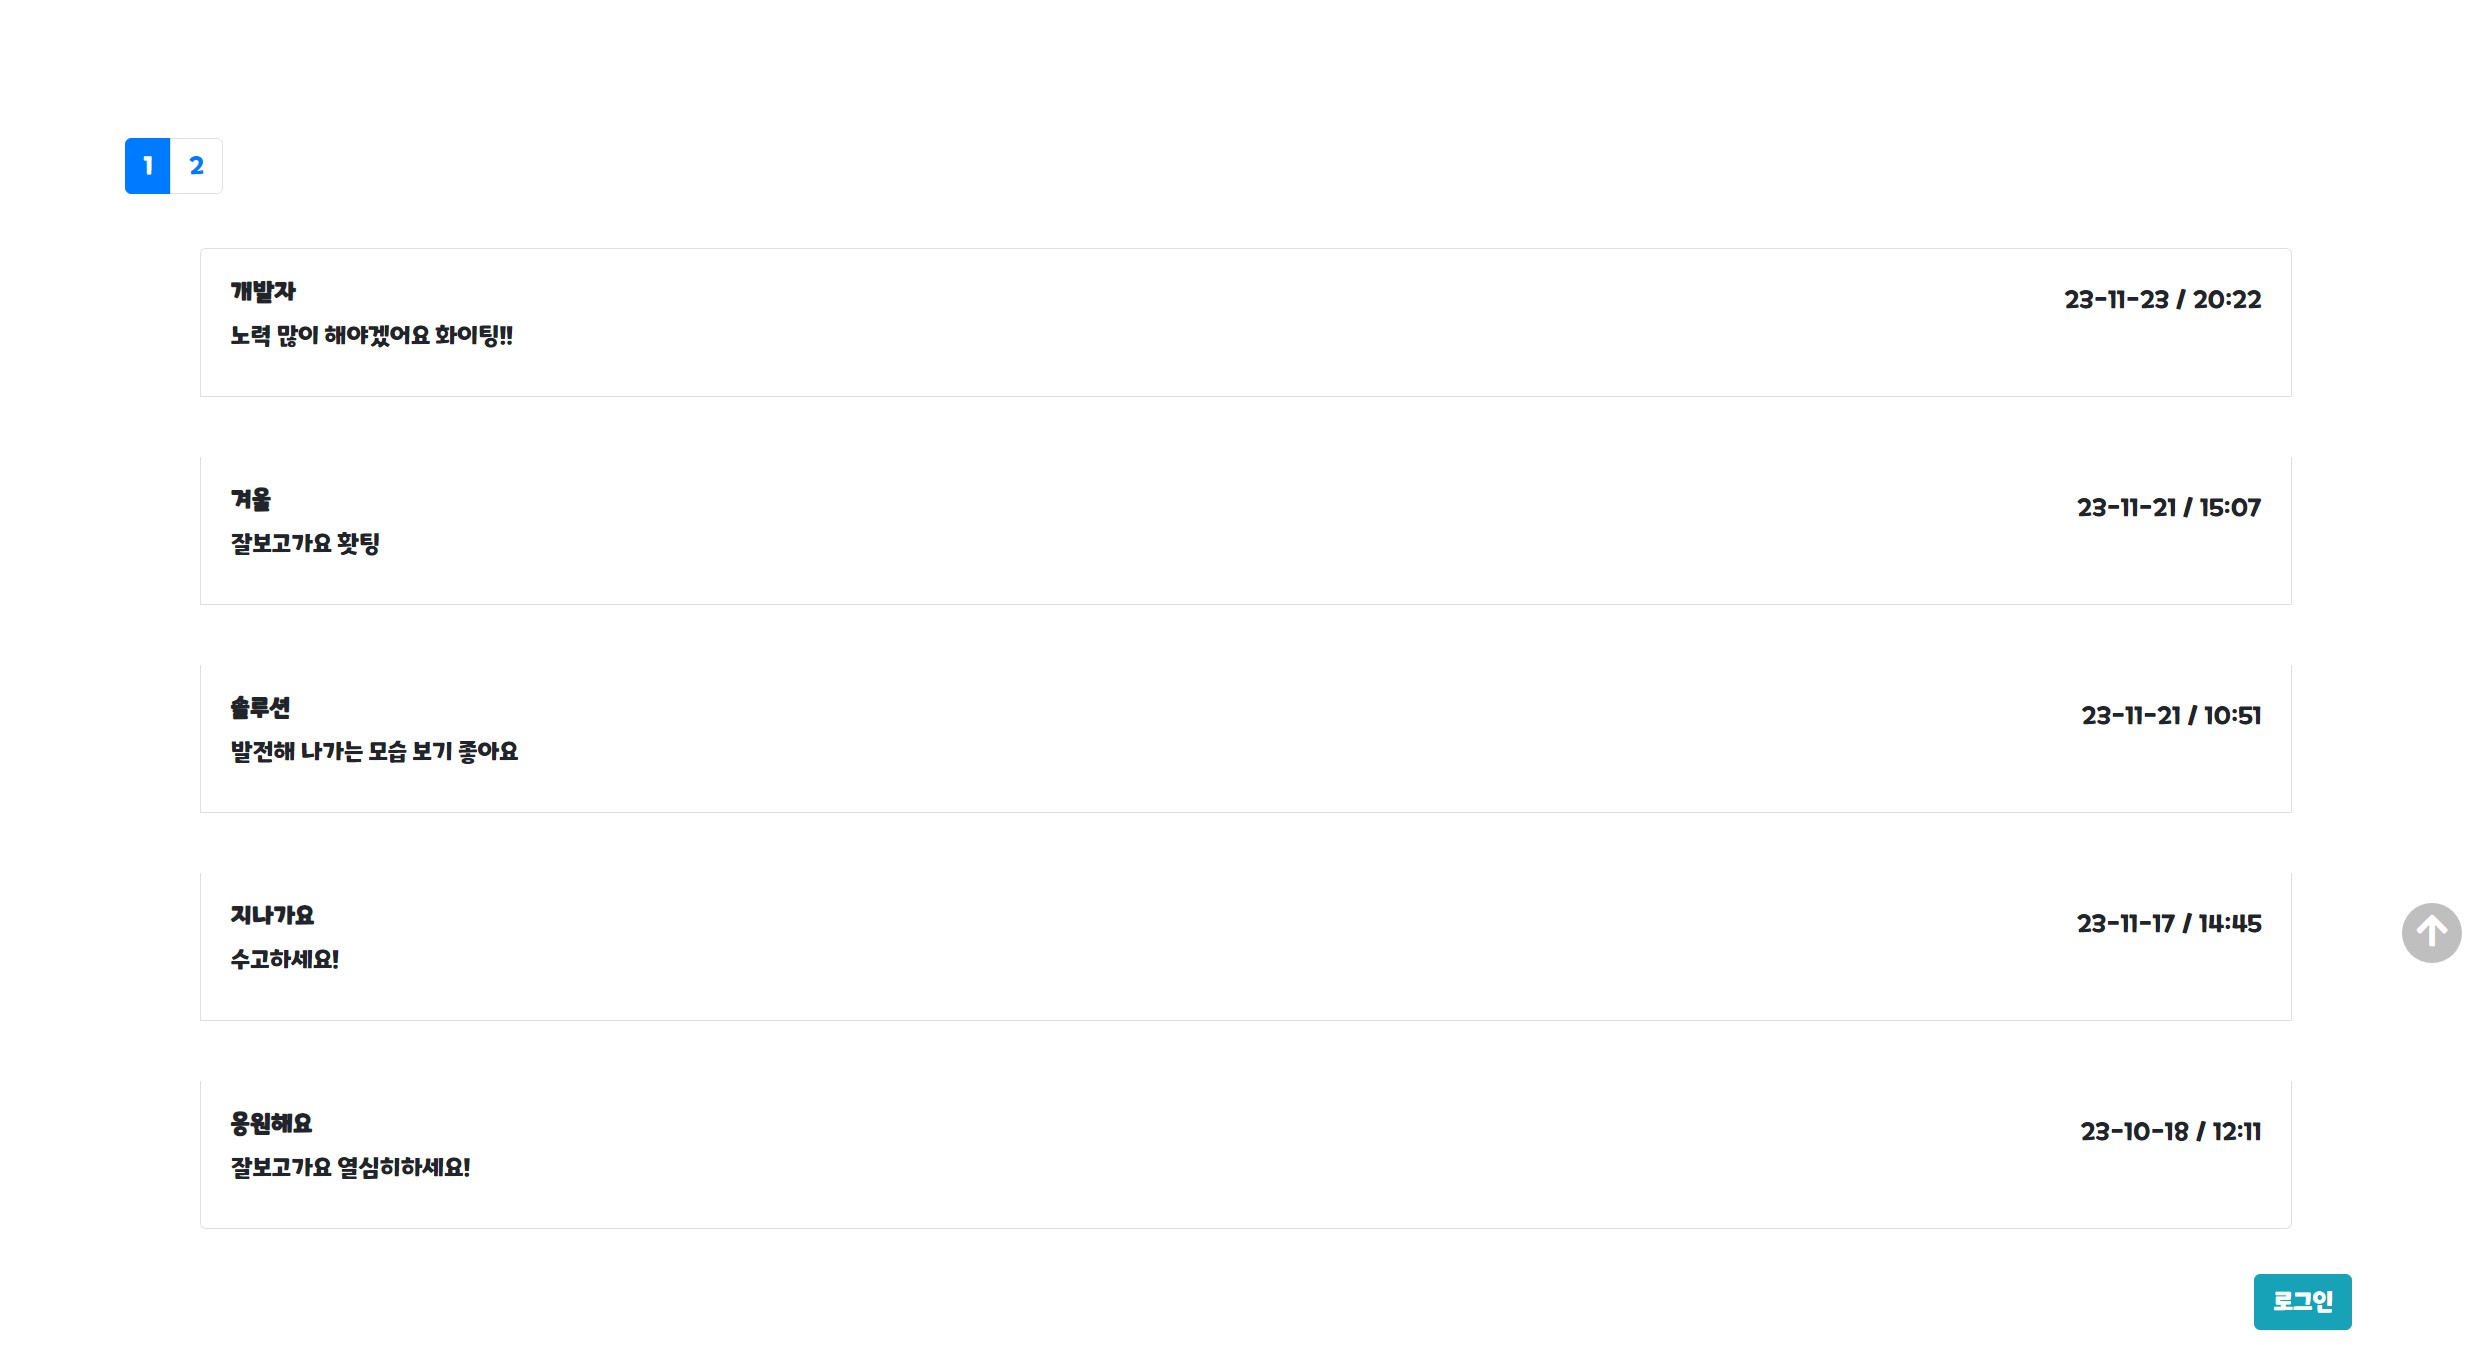 1 2
개발자
23-11-23 / 20:22
노력 많이 해야겠어요 화이팅!!
겨울
23-11-21 / 15:07
잘보고가요 홧팅
솔루션
23-11-21 / 10:51
발전해 나가는 모습 보기 좋아요
지나가요
23-11-17 / 14:45
수고하세요!
응원해요
23-10-18 / 12:11
잘보고가요 열심히하세요!
로그인